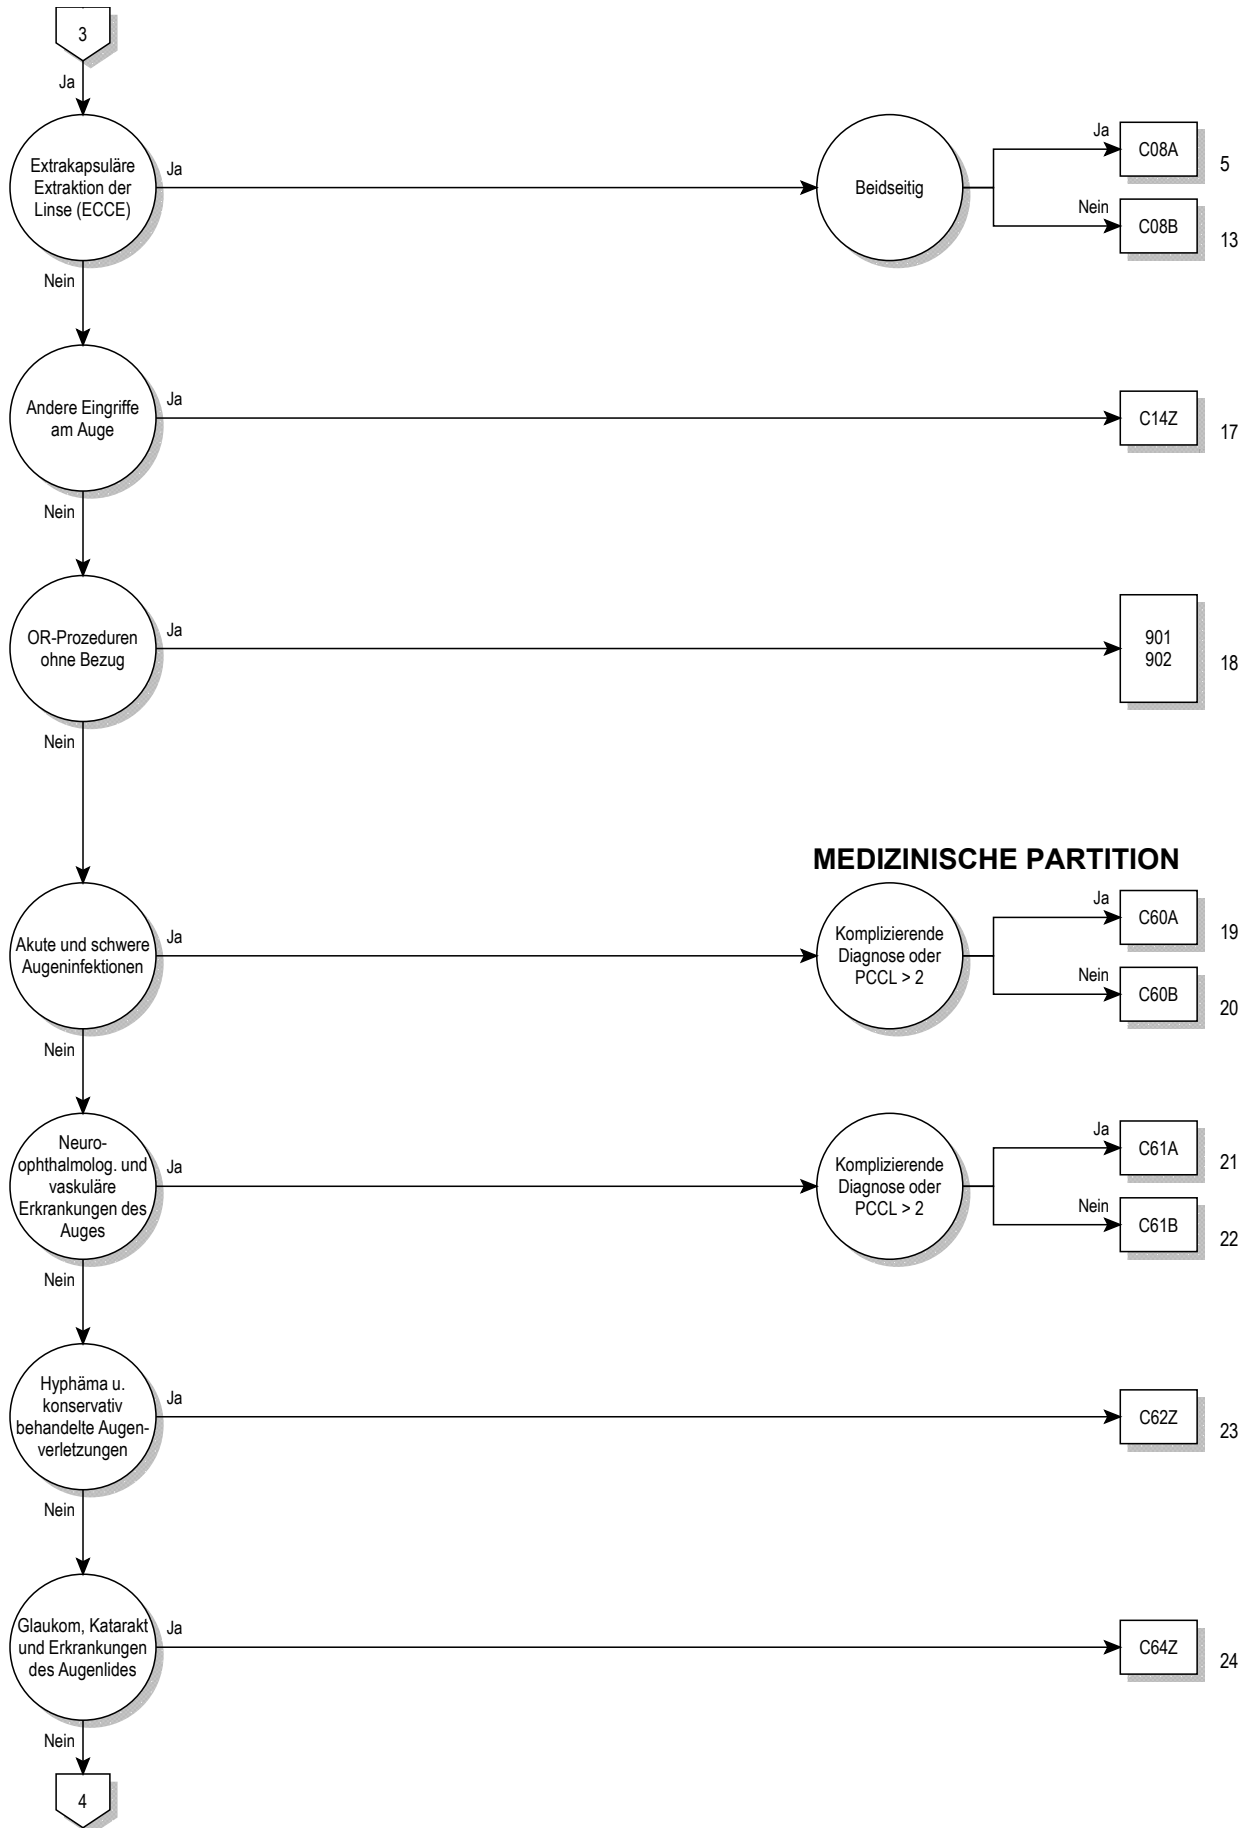 3
Ja
Extrakapsuläre
Extraktion der
Linse (ECCE)
Ja
Beidseitig
Ja
C08A
5
Nein
C08B
13
Nein
Andere Eingriffe
am Auge
Ja
C14Z
17
Nein
OR-Prozeduren
ohne Bezug
Ja
901
902
18
Nein
MEDIZINISCHE PARTITION
Akute und schwere
Augeninfektionen
Ja
Komplizierende
Diagnose oder
PCCL > 2
Ja
C60A
19
Nein
C60B
20
Nein
Neuro-
ophthalmolog. und
vaskuläre
Erkrankungen des
Auges
Ja
Komplizierende
Diagnose oder
PCCL > 2
Ja
C61A
21
Nein
C61B
22
Nein
Hyphäma u.
konservativ
behandelte Augen-
verletzungen
Ja
C62Z
23
Nein
Glaukom, Katarakt
und Erkrankungen
des Augenlides
Ja
C64Z
24
Nein
4